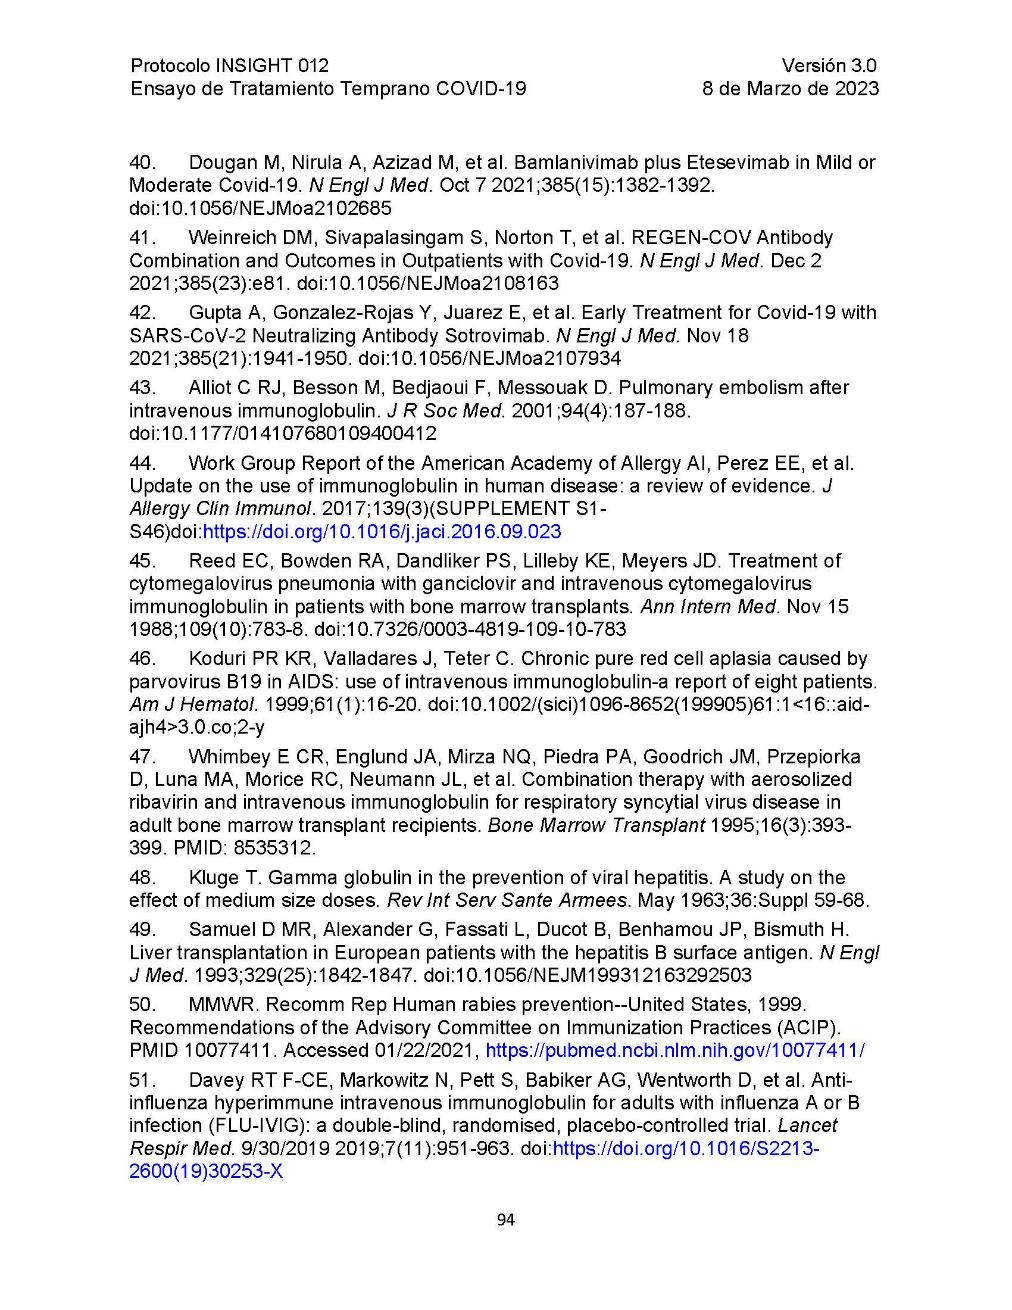 Protocolo INSIGHT 012 Versión 3.0
Ensayo de Tratamiento Temprano COVID-19 8 de Marzo de 2023
40. Dougan M, Nirula A, Azizad M, et al. Bamlanivimab plus Etesevimab in Mild or
Moderate Covid-19. N Engl J Med. Oct 7 2021;385(15):1382-1392.
doi:10.1056/NEJMoa2102685
41. Weinreich DM, Sivapalasingam S, Norton T, et al. REGEN-COV Antibody
Combination and Outcomes in Outpatients with Covid-19. N Engl J Med. Dec 2
2021;385(23):e81. doi:10.1056/NEJMoa2108163
42. Gupta A, Gonzalez-Rojas Y, Juarez E, et al. Early Treatment for Covid-19 with
SARS-CoV-2 Neutralizing Antibody Sotrovimab. N Engl J Med. Nov 18
2021;385(21):1941-1950. doi:10.1056/NEJMoa2107934
43. Alliot C RJ, Besson M, Bedjaoui F, Messouak D. Pulmonary embolism after
intravenous immunoglobulin. J R Soc Med. 2001;94(4):187-188.
doi:10.1177/014107680109400412
44. Work Group Report of the American Academy of Allergy AI, Perez EE, et al.
Update on the use of immunoglobulin in human disease: a review of evidence. J
Allergy Clin Immunol. 2017;139(3)(SUPPLEMENT S1-
S46)doi:https://doi.org/10.1016/j.jaci.2016.09.023
45. Reed EC, Bowden RA, Dandliker PS, Lilleby KE, Meyers JD. Treatment of
cytomegalovirus pneumonia with ganciclovir and intravenous cytomegalovirus
immunoglobulin in patients with bone marrow transplants. Ann Intern Med. Nov 15
1988;109(10):783-8. doi:10.7326/0003-4819-109-10-783
46. Koduri PR KR, Valladares J, Teter C. Chronic pure red cell aplasia caused by
parvovirus B19 in AIDS: use of intravenous immunoglobulin-a report of eight patients.
Am J Hematol. 1999;61(1):16-20. doi:10.1002/(sici)1096-8652(199905)61:1<16::aid-
ajh4>3.0.co;2-y
47. Whimbey E CR, Englund JA, Mirza NQ, Piedra PA, Goodrich JM, Przepiorka
D, Luna MA, Morice RC, Neumann JL, et al. Combination therapy with aerosolized
ribavirin and intravenous immunoglobulin for respiratory syncytial virus disease in
adult bone marrow transplant recipients. Bone Marrow Transplant 1995;16(3):393-
399. PMID: 8535312.
48. Kluge T. Gamma globulin in the prevention of viral hepatitis. A study on the
effect of medium size doses. Rev Int Serv Sante Armees. May 1963;36:Suppl 59-68.
49. Samuel D MR, Alexander G, Fassati L, Ducot B, Benhamou JP, Bismuth H.
Liver transplantation in European patients with the hepatitis B surface antigen. N Engl
J Med. 1993;329(25):1842-1847. doi:10.1056/NEJM199312163292503
50. MMWR. Recomm Rep Human rabies prevention--United States, 1999.
Recommendations of the Advisory Committee on Immunization Practices (ACIP).
PMID 10077411. Accessed 01/22/2021, https://pubmed.ncbi.nlm.nih.gov/10077411/
51. Davey RT F-CE, Markowitz N, Pett S, Babiker AG, Wentworth D, et al. Anti-
influenza hyperimmune intravenous immunoglobulin for adults with influenza A or B
infection (FLU-IVIG): a double-blind, randomised, placebo-controlled trial. Lancet
Respir Med. 9/30/2019 2019;7(11):951-963. doi:https://doi.org/10.1016/S2213-
2600(19)30253-X
94